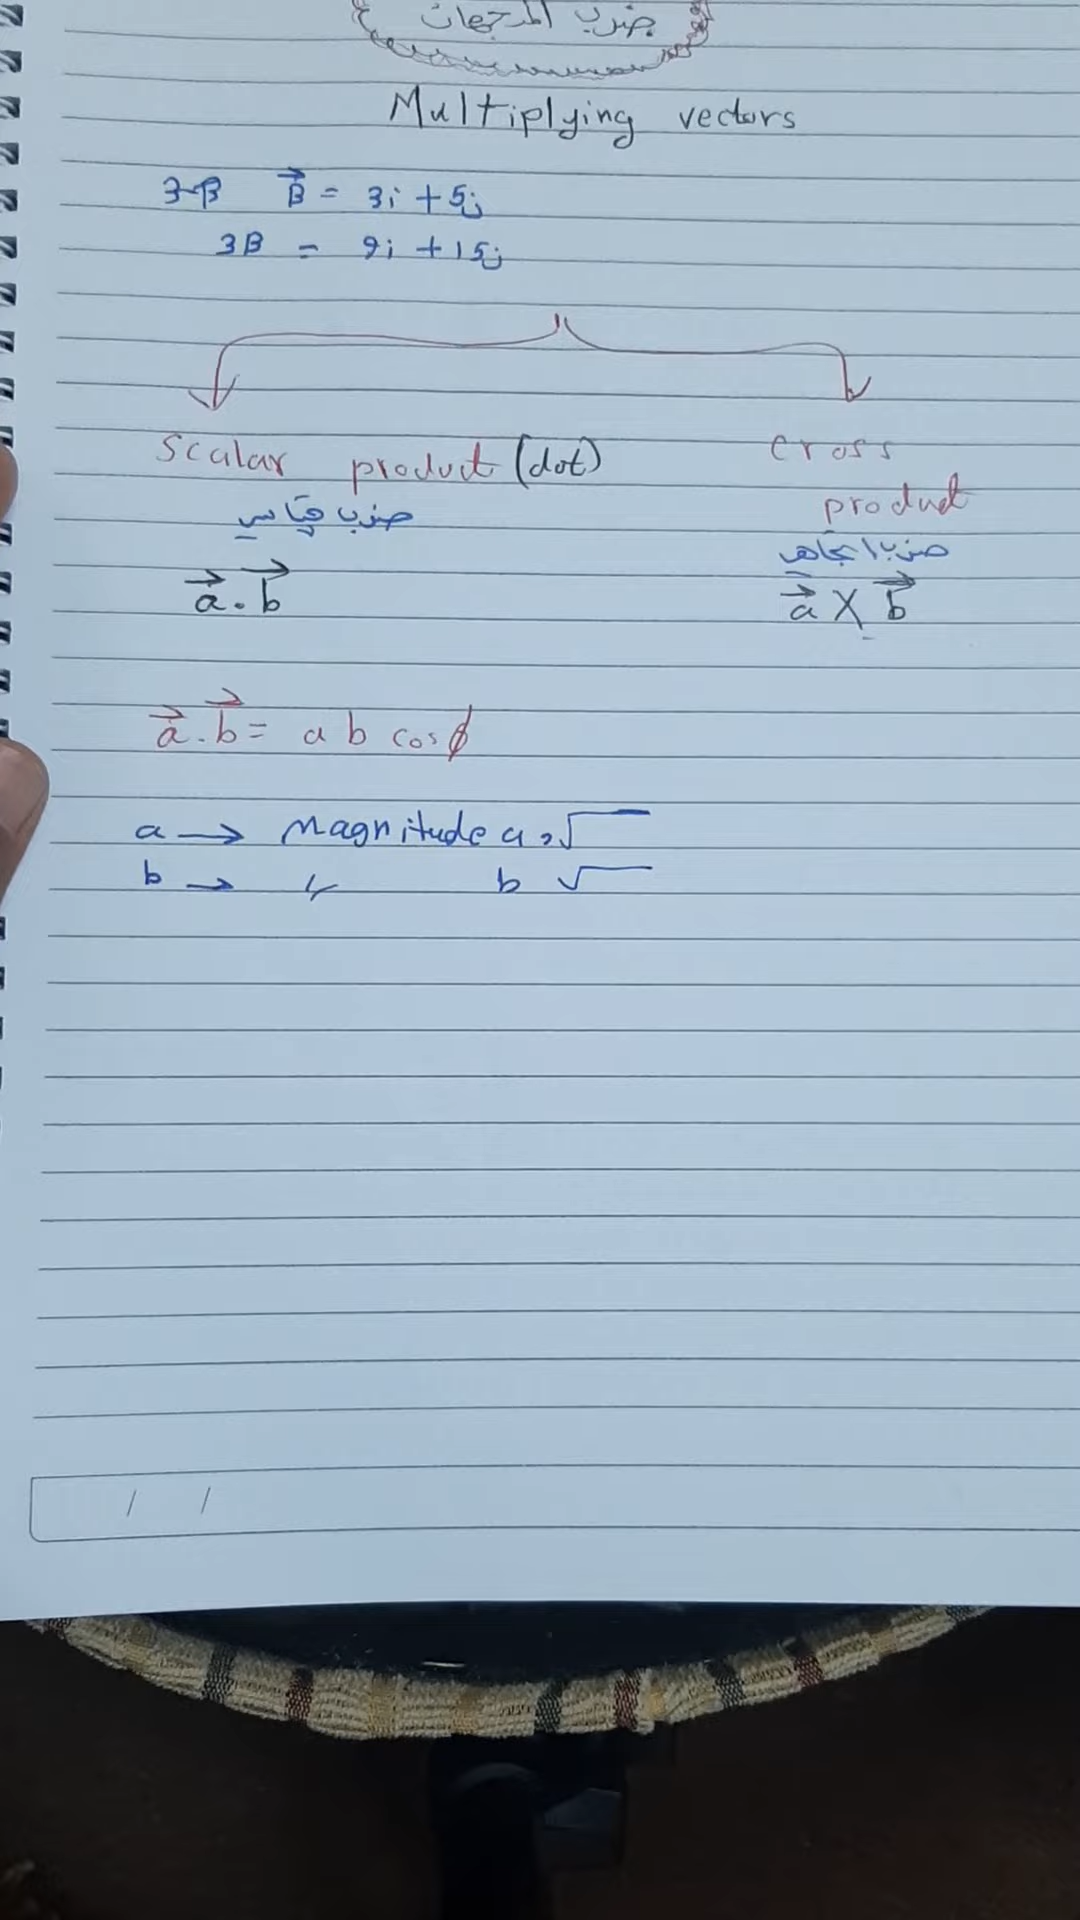 ضرب المتجهات
Multiplying vectors
3B B⃗ = 3i + 5j
3B = 9i + 15j
Scalar product (dot)
ضرب قياسي
a⃗ . b⃗
cross
product
ضرب اتجاهي
a⃗ X b⃗
a⃗ . b⃗ = a b cos ϕ
a → Magnitude a , √
b → 〃 b √
/ /